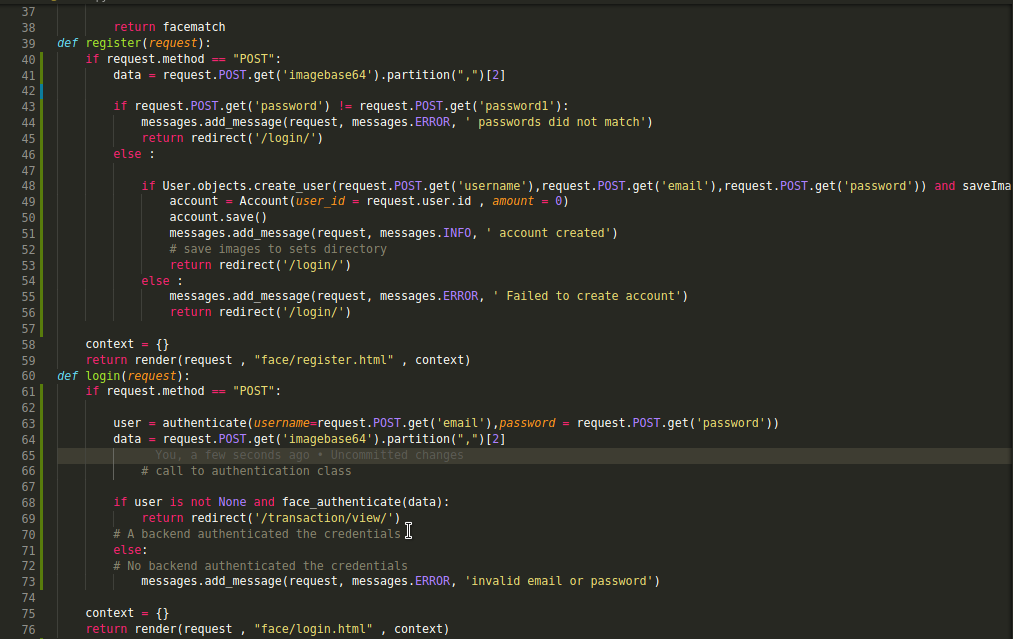 37
38 return facematch
39 def register(request):
40 if request.method == "POST":
41 data = request.POST.get('imagebase64').partition(",")[2]
42
43 if request.POST.get('password') != request.POST.get('password1'):
44 messages.add_message(request, messages.ERROR, ' passwords did not match')
45 return redirect('/login/')
46 else :
47
48 if User.objects.create_user(request.POST.get('username'),request.POST.get('email'),request.POST.get('password')) and saveIma
49 account = Account(user_id = request.user.id , amount = 0)
50 account.save()
51 messages.add_message(request, messages.INFO, ' account created')
52 # save images to sets directory
53 return redirect('/login/')
54 else :
55 messages.add_message(request, messages.ERROR, ' Failed to create account')
56 return redirect('/login/')
57
58 context = {}
59 return render(request , "face/register.html" , context)
60 def login(request):
61 if request.method == "POST":
62
63 user = authenticate(username=request.POST.get('email'),password = request.POST.get('password'))
64 data = request.POST.get('imagebase64').partition(",")[2]
65 You, a few seconds ago • Uncommitted changes
66 # call to authentication class
67
68 if user is not None and face_authenticate(data):
69 return redirect('/transaction/view/')
70 # A backend authenticated the credentials
71 else:
72 # No backend authenticated the credentials
73 messages.add_message(request, messages.ERROR, 'invalid email or password')
74
75 context = {}
76 return render(request , "face/login.html" , context)